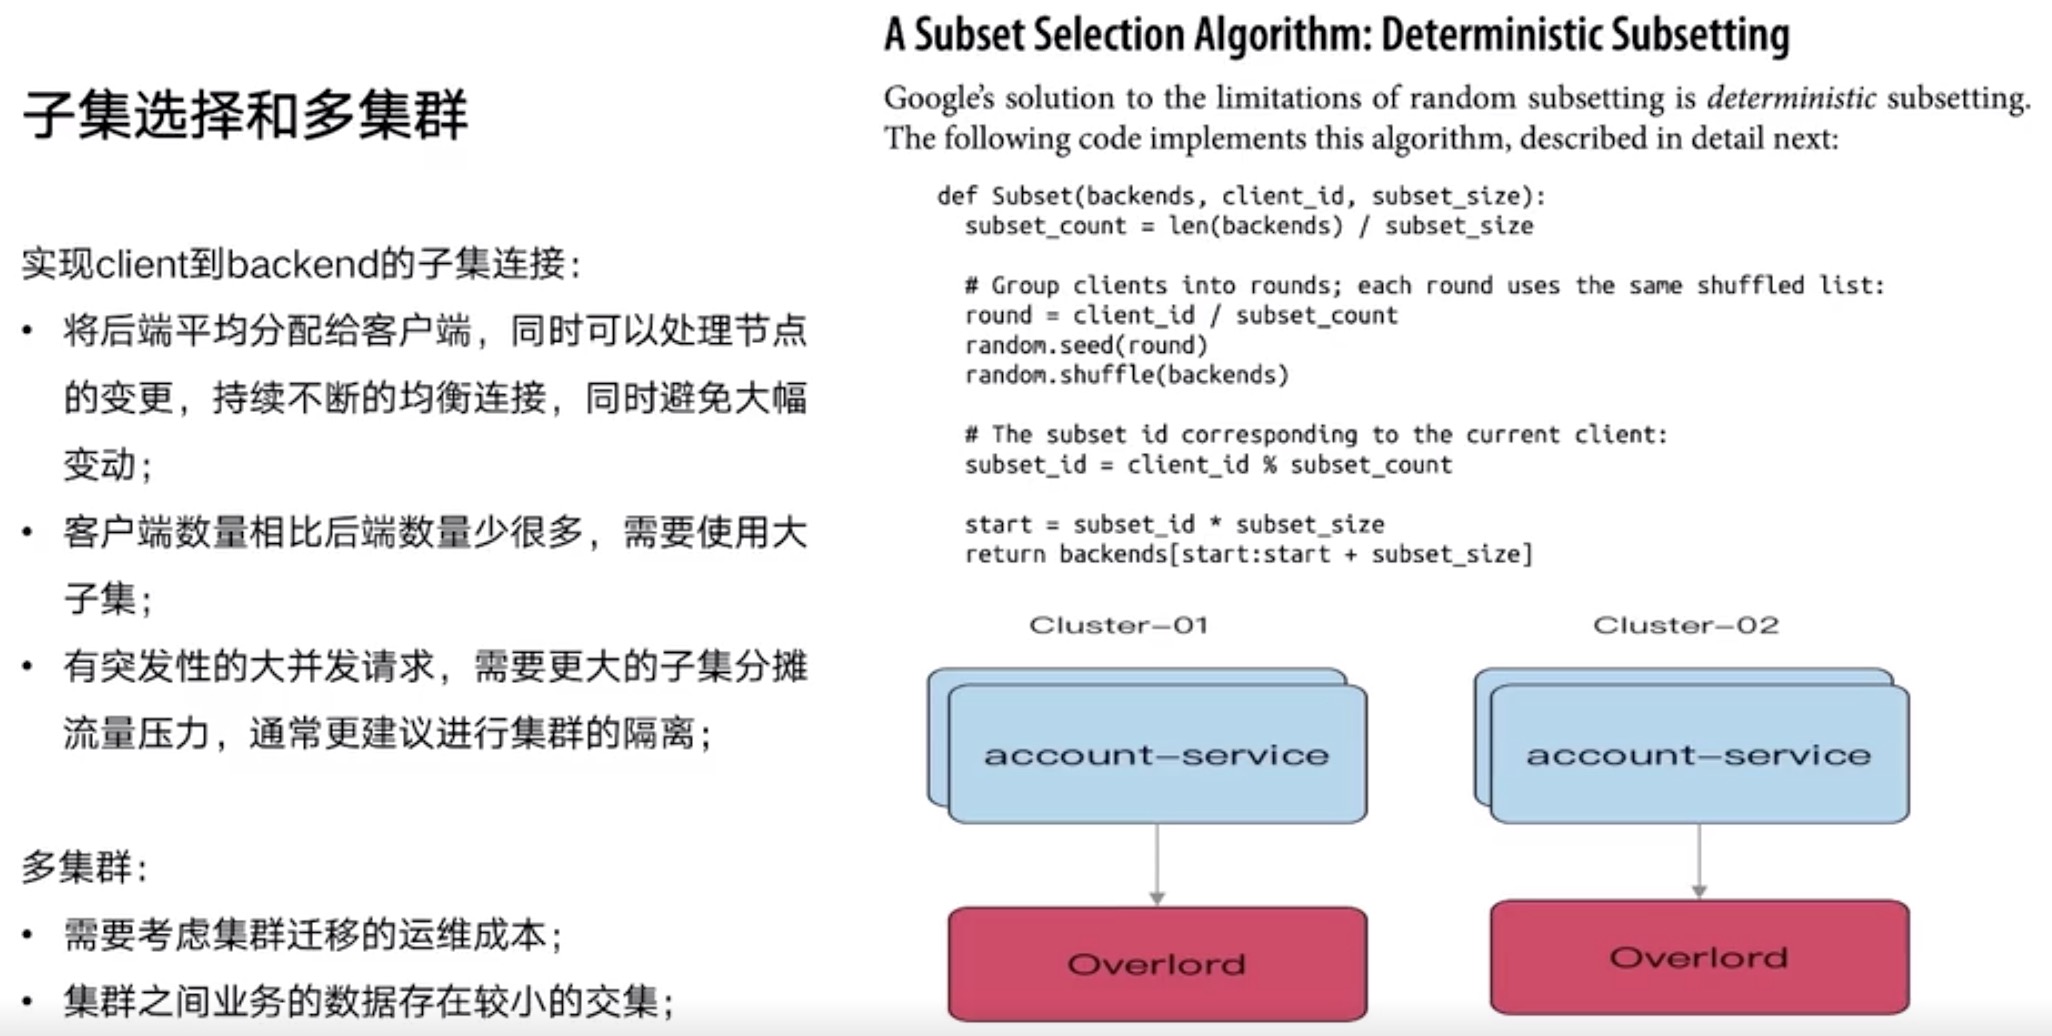 子集选择和多集群
实现client到backend的子集连接：
• 将后端平均分配给客户端，同时可以处理节点
的变更，持续不断的均衡连接，同时避免大幅
变动；
• 客户端数量相比后端数量少很多，需要使用大
子集；
• 有突发性的大并发请求，需要更大的子集分摊
流量压力，通常更建议进行集群的隔离；
多集群：
• 需要考虑集群迁移的运维成本；
• 集群之间业务的数据存在较小的交集；
A Subset Selection Algorithm: Deterministic Subsetting
Google’s solution to the limitations of random subsetting is deterministic subsetting.
The following code implements this algorithm, described in detail next:
def Subset(backends, client_id, subset_size):
subset_count = len(backends) / subset_size
# Group clients into rounds; each round uses the same shuffled list:
round = client_id / subset_count
random.seed(round)
random.shuffle(backends)
# The subset id corresponding to the current client:
subset_id = client_id % subset_count
start = subset_id * subset_size
return backends[start:start + subset_size]
Cluster–01
account–service
Overlord
Cluster–02
account–service
Overlord